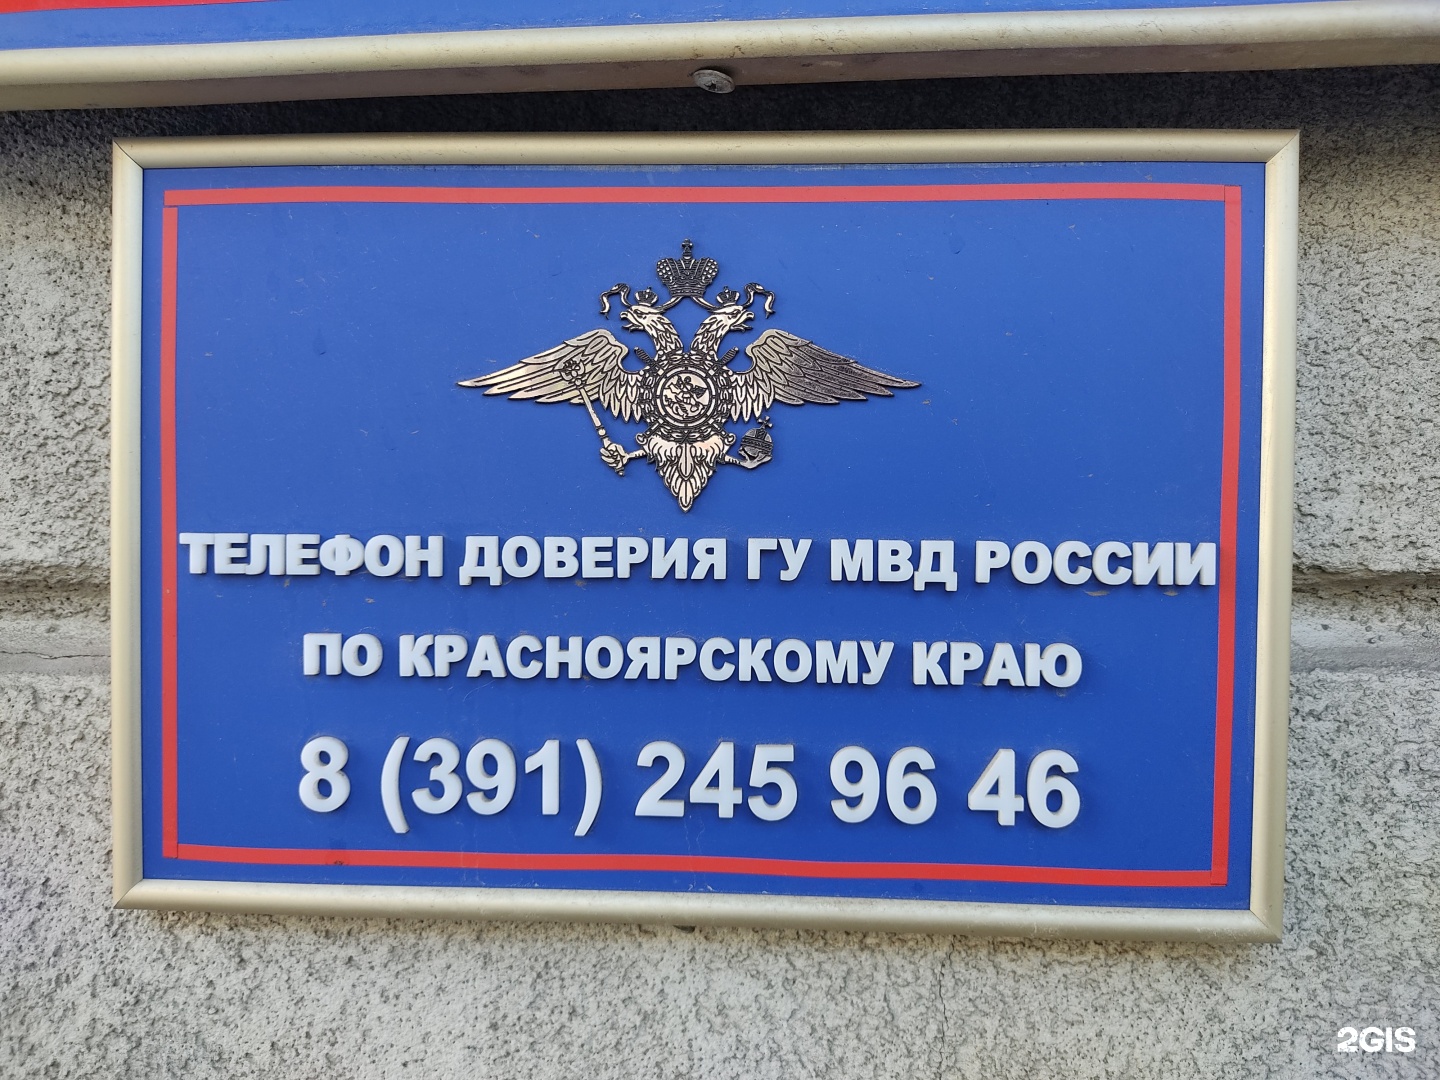 ТЕЛЕФОН ДОВЕРИЯ ГУ МВД РОССИИ
ПО КРАСНОЯРСКОМУ КРАЮ
8 (391) 245 96 46
2GIS